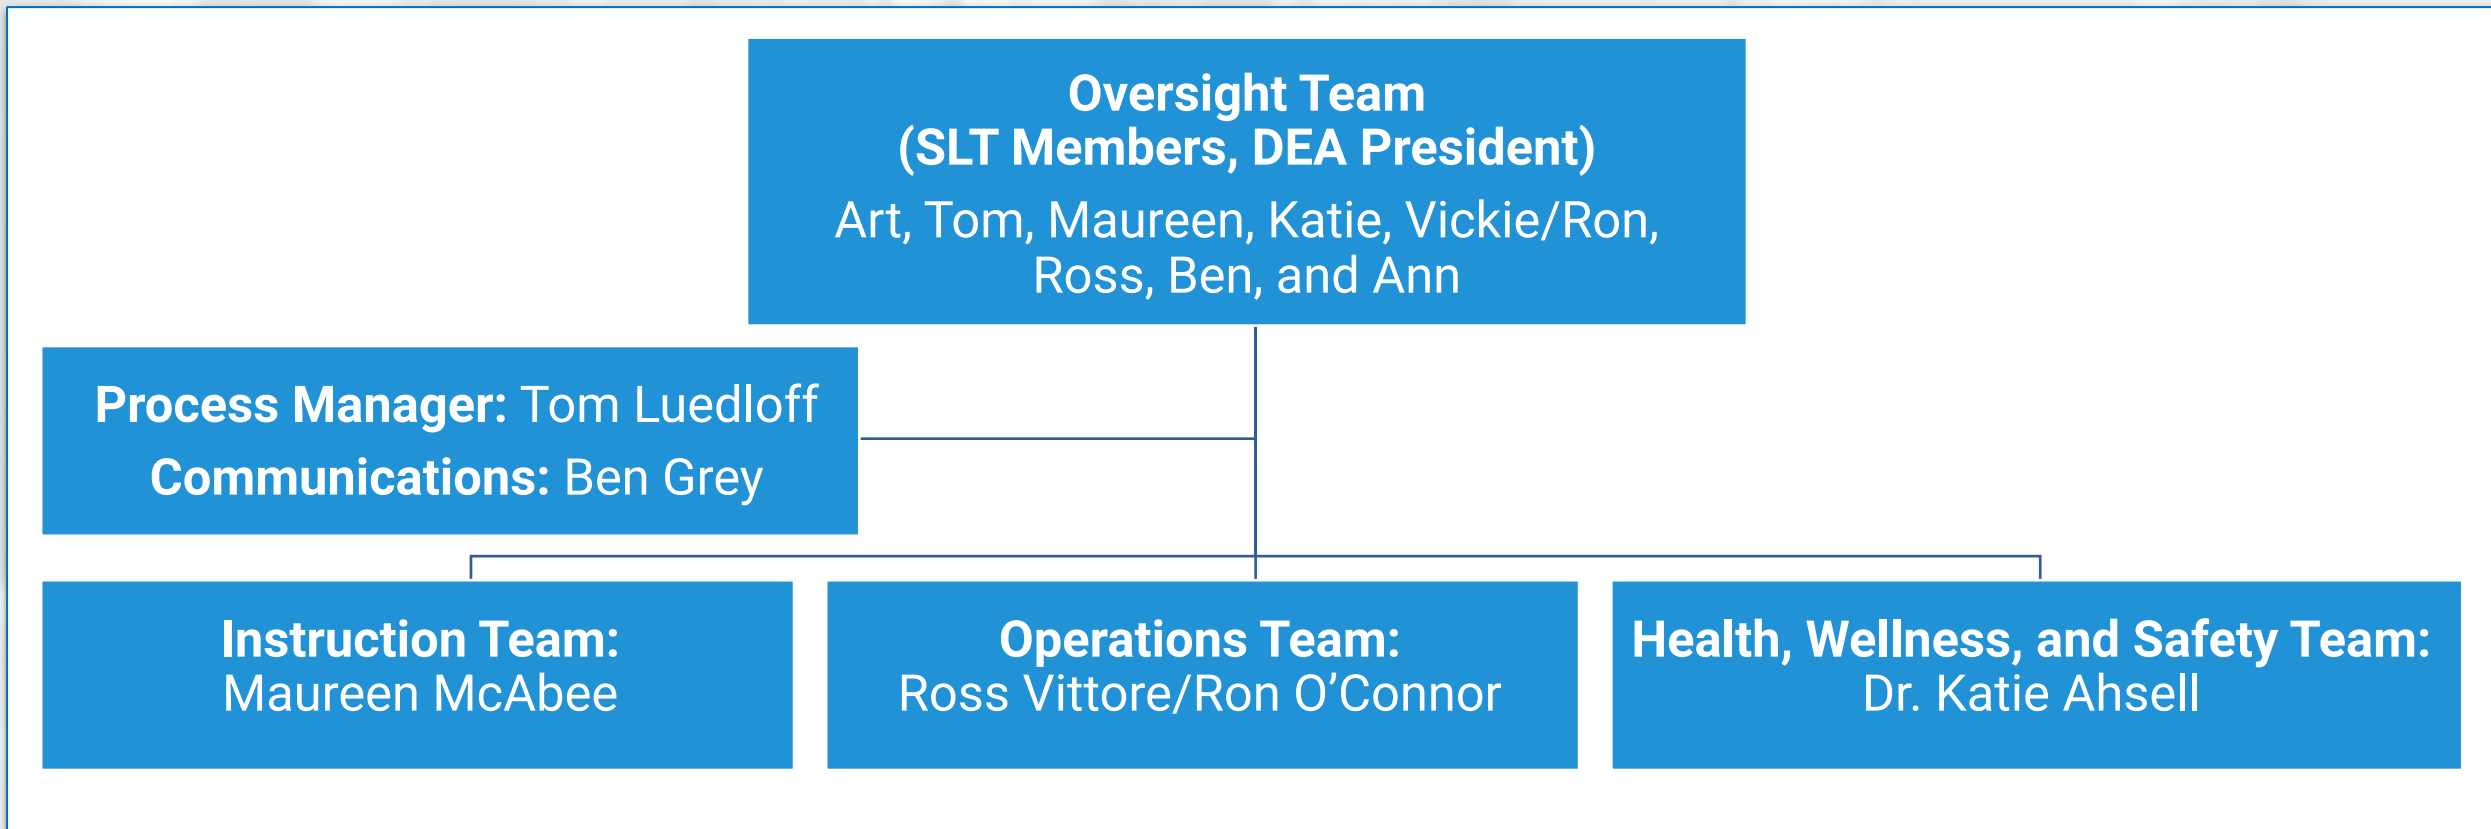 Oversight Team
(SLT Members, DEA President)
Art, Tom, Maureen, Katie, Vickie/Ron,
Ross, Ben, and Ann
Process Manager: Tom Luedloff
Communications: Ben Grey
Instruction Team:
Maureen McAbee
Operations Team:
Ross Vittore/Ron O’Connor
Health, Wellness, and Safety Team:
Dr. Katie Ahsell